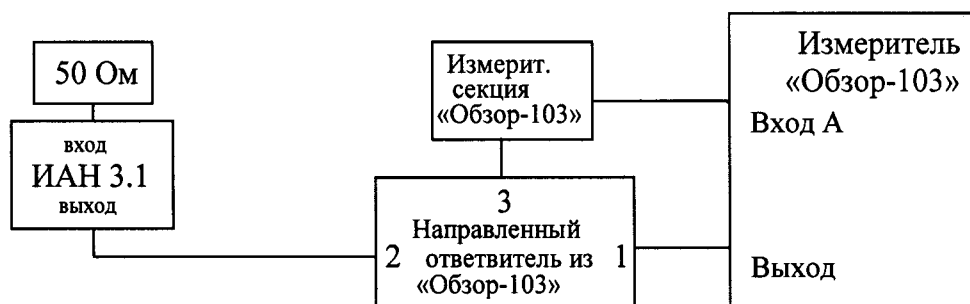 50 Ом
вход
ИАН 3.1
выход
Измерит.
секция
«Обзор-103»
3
Направленный
2 ответвитель из 1
«Обзор-103»
Измеритель
«Обзор-103»
Вход А
Выход